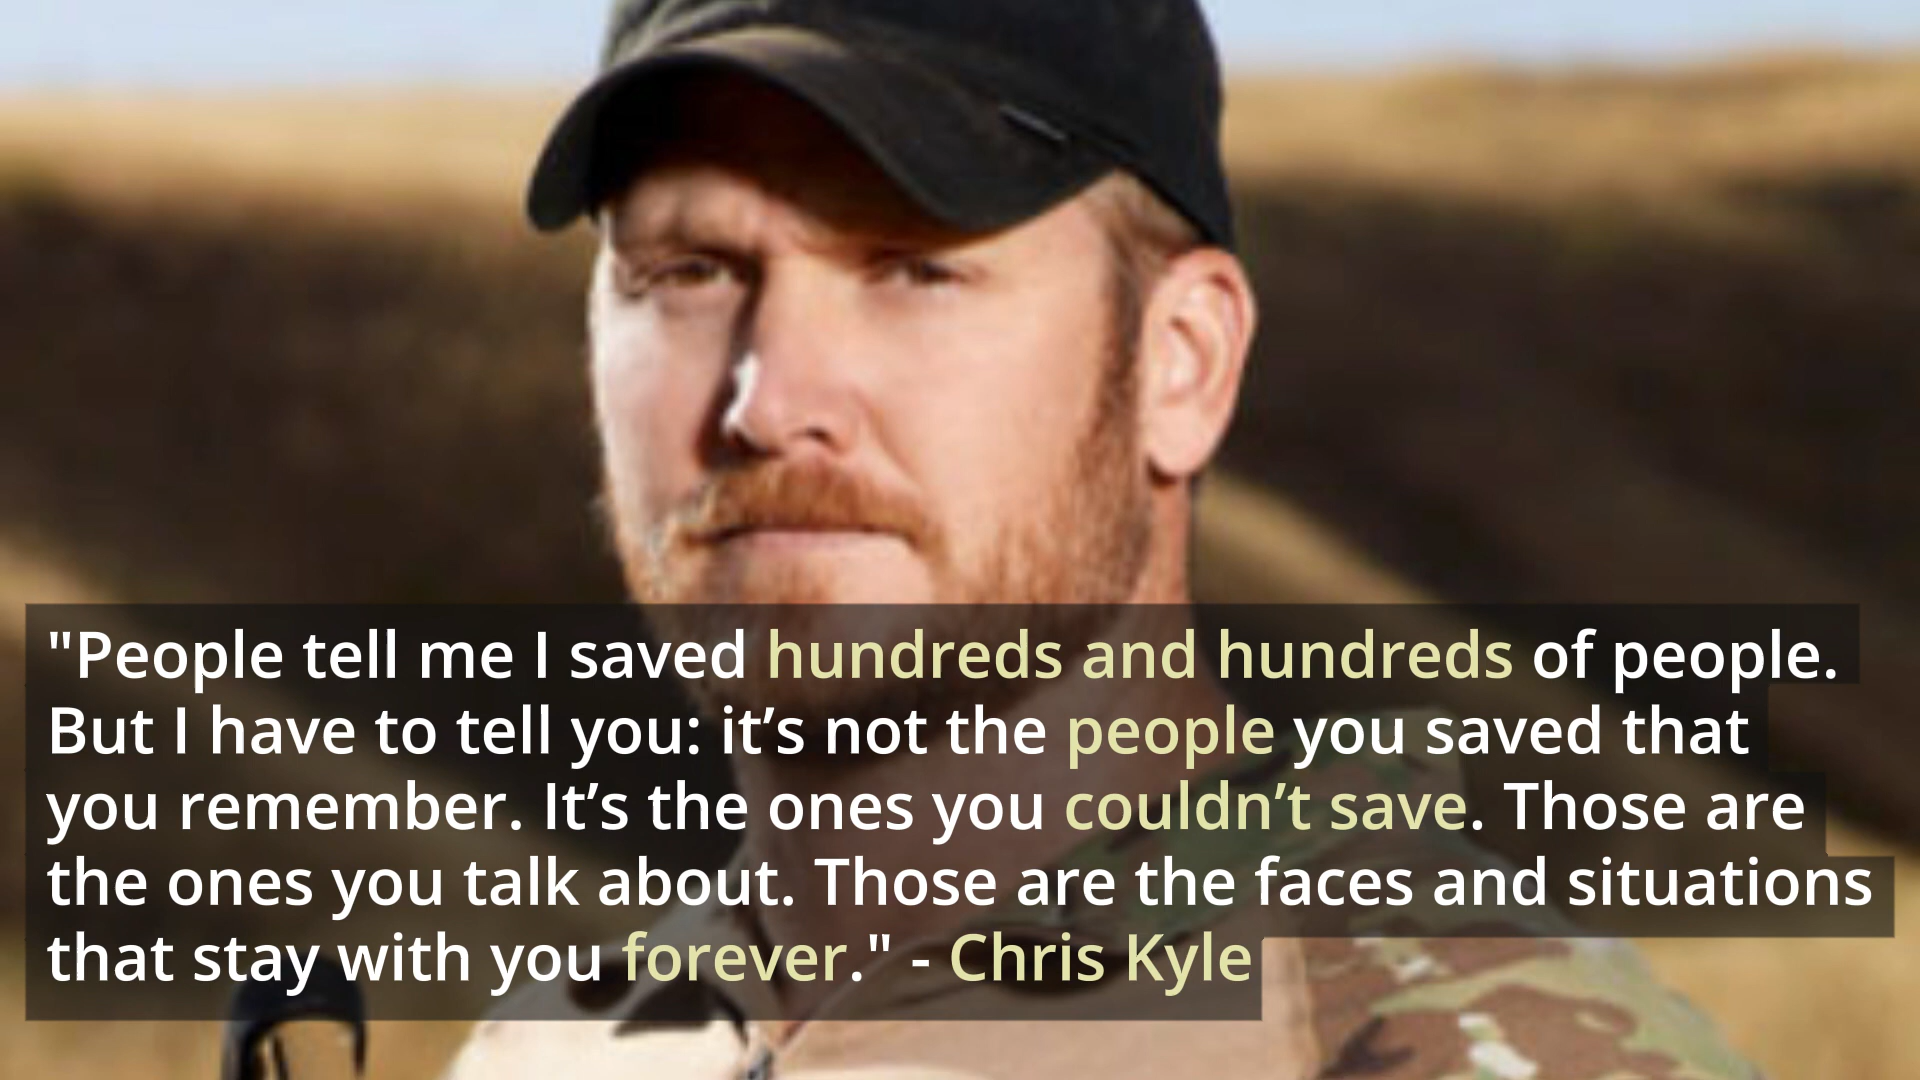 "People tell me I saved hundreds and hundreds of people.
But I have to tell you: it’s not the people you saved that
you remember. It’s the ones you couldn’t save. Those are
the ones you talk about. Those are the faces and situations
that stay with you forever." - Chris Kyle